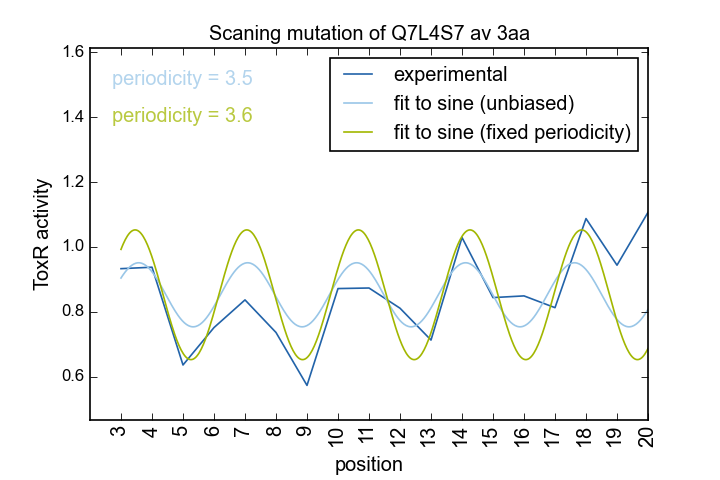 Scaning mutation of Q7L4S7 av 3aa
1.6
1.4
1.2
1.0
0.8
0.6
ToxR activity
periodicity = 3.5
periodicity = 3.6
experimental
fit to sine (unbiased)
fit to sine (fixed periodicity)
3 4 5 6 7 8 9 10 11 12 13 14 15 16 17 18 19 20
position